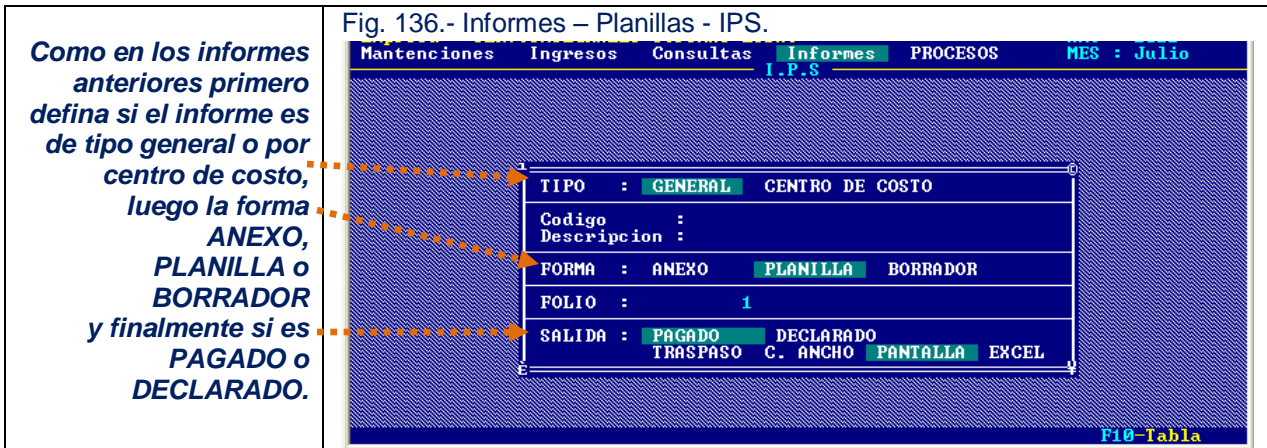 Como en los informes
anteriores primero
defina si el informe es
de tipo general o por
centro de costo,
luego la forma
ANEXO,
PLANILLA o
BORRADOR
y finalmente si es
PAGADO o
DECLARADO.
Fig. 136.- Informes – Planillas - IPS.
Mantenciones Ingresos Consultas Informes PROCESOS MES : Julio
I.P.S
TIPO : GENERAL CENTRO DE COSTO
Codigo :
Descripcion :
FORMA : ANEXO PLANILLA BORRADOR
FOLIO : 1
SALIDA : PAGADO DECLARADO
TRASPASO C. ANCHO PANTALLA EXCEL
F10-Tabla